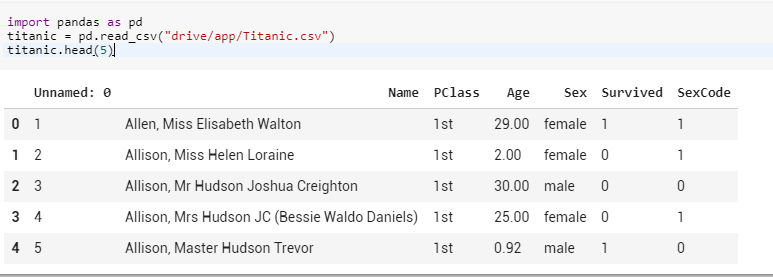 import pandas as pd
titanic = pd.read_csv("drive/app/Titanic.csv")
titanic.head(5)
Unnamed: 0 Name PClass Age Sex Survived SexCode
0 1 Allen, Miss Elisabeth Walton 1st 29.00 female 1 1
1 2 Allison, Miss Helen Loraine 1st 2.00 female 0 1
2 3 Allison, Mr Hudson Joshua Creighton 1st 30.00 male 0 0
3 4 Allison, Mrs Hudson JC (Bessie Waldo Daniels) 1st 25.00 female 0 1
4 5 Allison, Master Hudson Trevor 1st 0.92 male 1 0